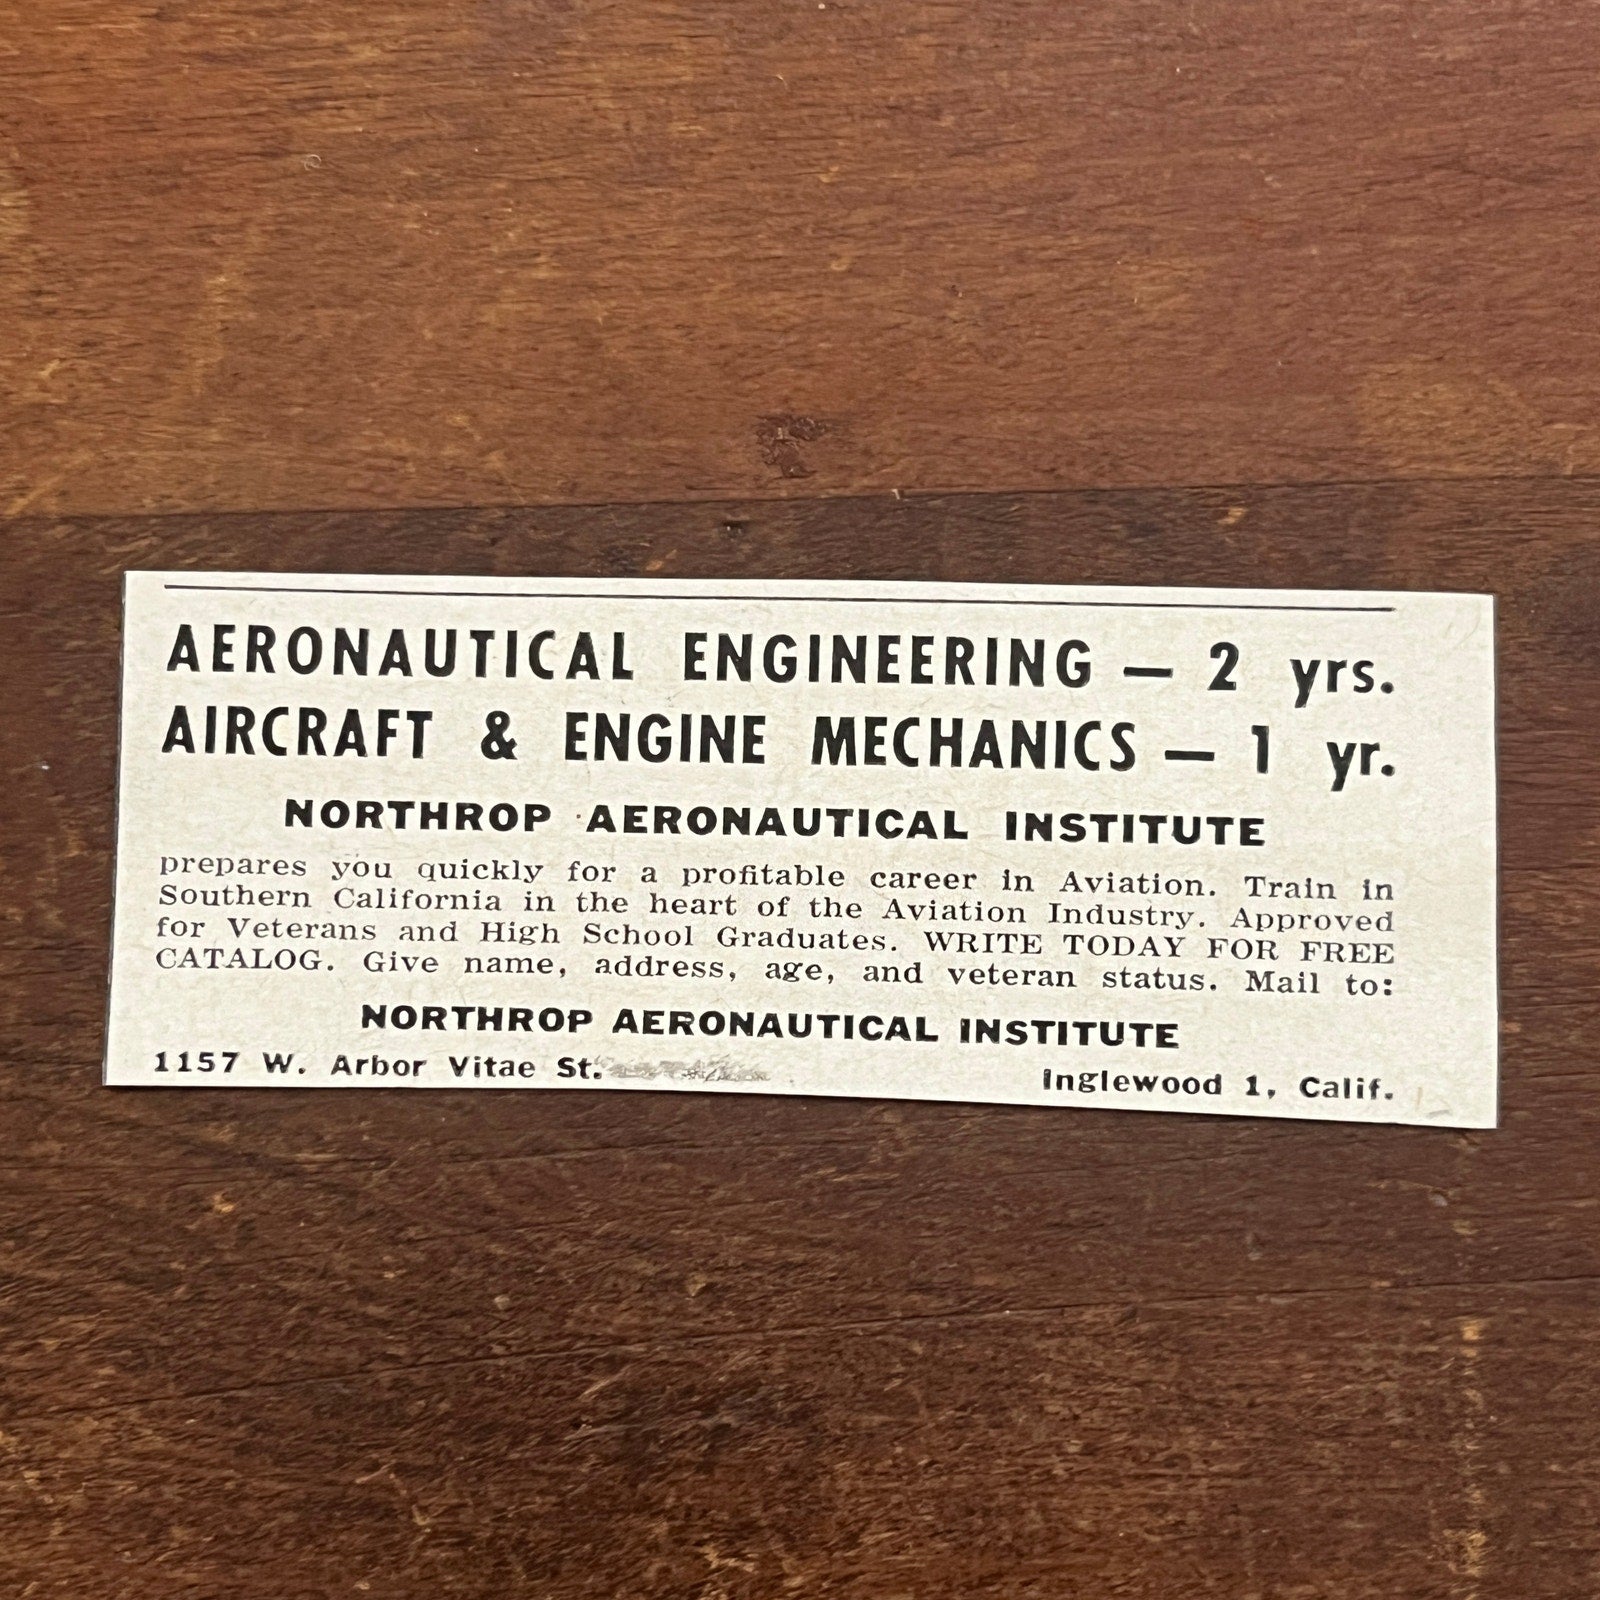 AERONAUTICAL ENGINEERING — 2 yrs.
AIRCRAFT & ENGINE MECHANICS — 1 yr.
NORTHROP AERONAUTICAL INSTITUTE
prepares you quickly for a profitable career in Aviation. Train in
Southern California in the heart of the Aviation Industry. Approved
for Veterans and High School Graduates. WRITE TODAY FOR FREE
CATALOG. Give name, address, age, and veteran status. Mail to:
NORTHROP AERONAUTICAL INSTITUTE
1157 W. Arbor Vitae St. Inglewood 1, Calif.